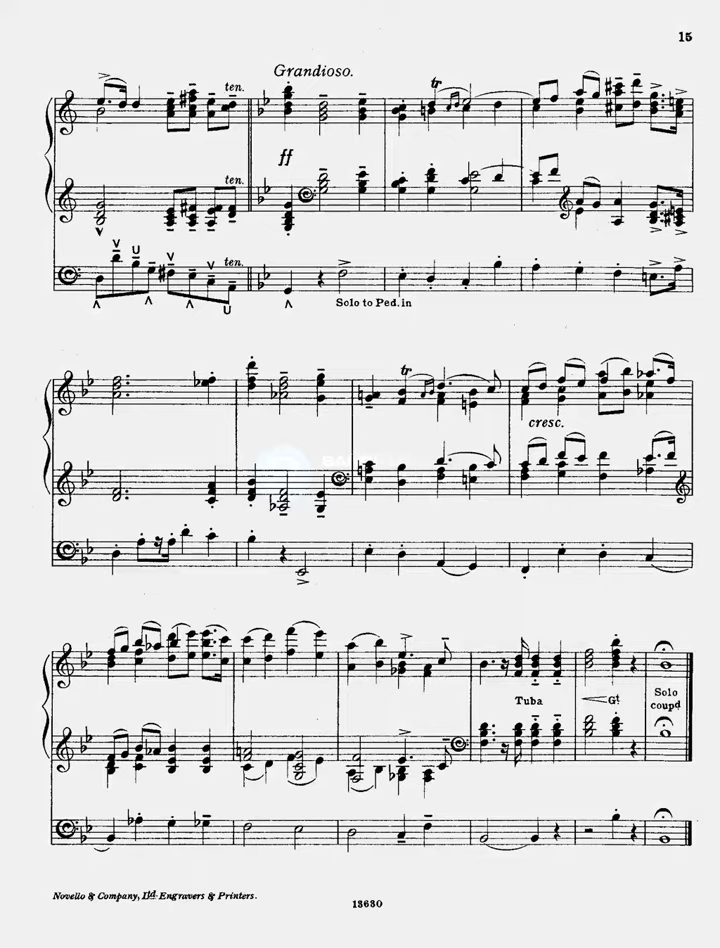 15
Grandioso.
ten.
tr
ff
ten.
ten.
Solo to Ped. in
tr
cresc.
Tuba
Gt
Solo
coupd
Novello & Company, Ltd. Engravers & Printers.
13630